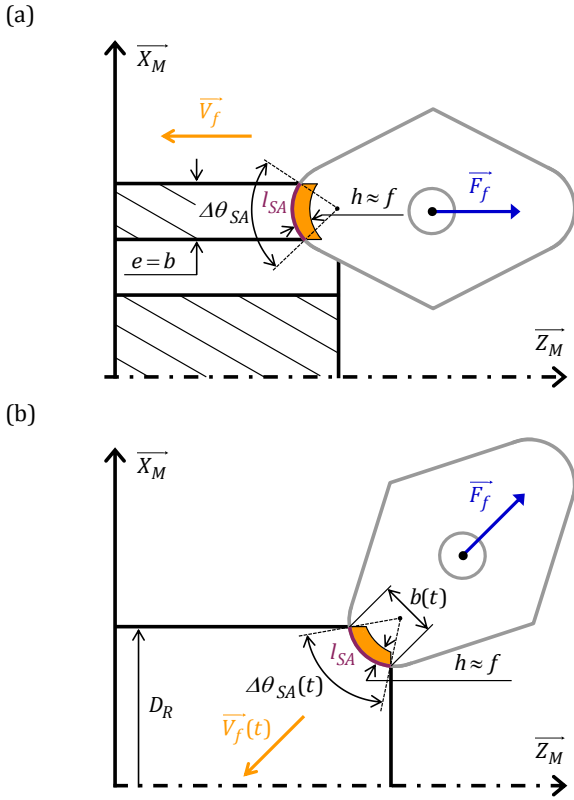 (a)
X_M
V_f
Δθ_SA
l_SA
h ≈ f
F_f
e = b
Z_M
(b)
X_M
F_f
b(t)
l_SA
h ≈ f
Δθ_SA(t)
D_R
V_f(t)
Z_M